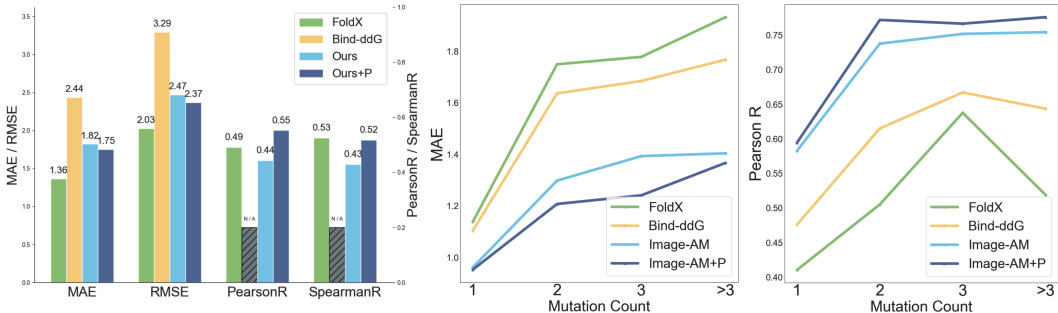 3.5
3.0
2.5
2.0
1.5
1.0
0.5
0.0
MAE / RMSE
1.36
2.44
1.82
1.75
2.03
3.29
2.47
2.37
0.49
N/A
0.44
0.55
0.53
N/A
0.43
0.52
FoldX
Bind-ddG
Ours
Ours+P
1.0
0.8
0.6
0.4
0.2
0.0
PearsonR / SpearmanR
MAE RMSE PearsonR SpearmanR
1.8
1.6
1.4
1.2
1.0
MAE
FoldX
Bind-ddG
Image-AM
Image-AM+P
1 2 3 >3
Mutation Count
0.75
0.70
0.65
0.60
0.55
0.50
0.45
0.40
Pearson R
FoldX
Bind-ddG
Image-AM
Image-AM+P
1 2 3 >3
Mutation Count